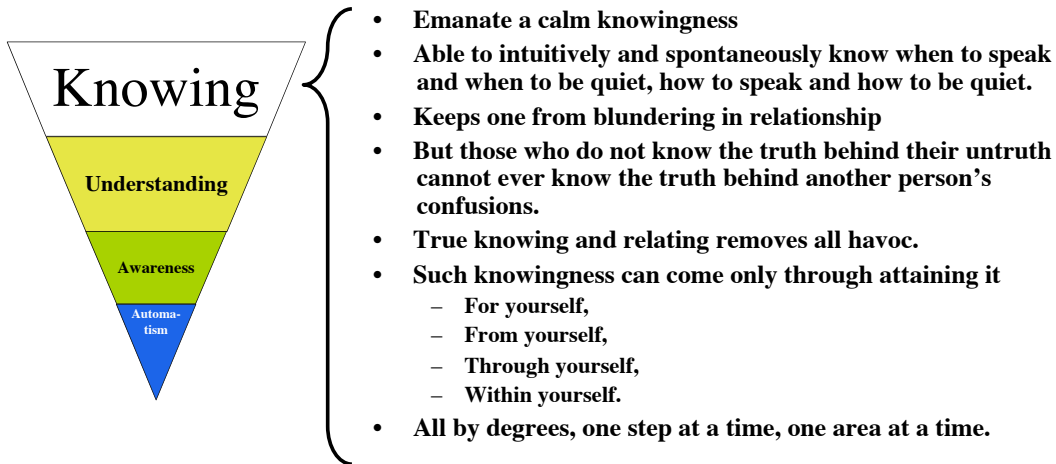 Knowing
Understanding
Awareness
Automa-
tism
• Emanate a calm knowingness
• Able to intuitively and spontaneously know when to speak
and when to be quiet, how to speak and how to be quiet.
• Keeps one from blundering in relationship
• But those who do not know the truth behind their untruth
cannot ever know the truth behind another person’s
confusions.
• True knowing and relating removes all havoc.
• Such knowingness can come only through attaining it
– For yourself,
– From yourself,
– Through yourself,
– Within yourself.
• All by degrees, one step at a time, one area at a time.